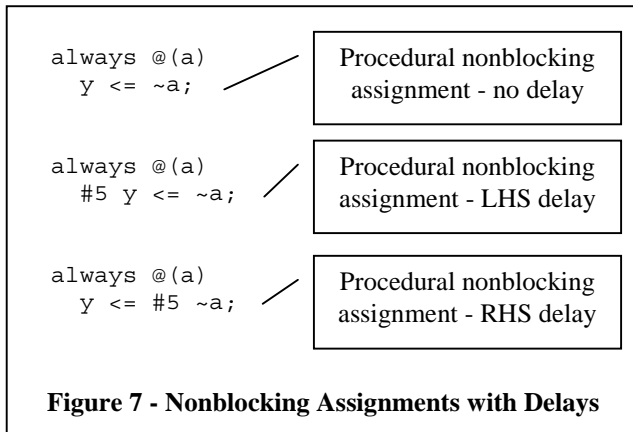 always @(a)
y <= ~a;
Procedural nonblocking
assignment - no delay
always @(a)
#5 y <= ~a;
Procedural nonblocking
assignment - LHS delay
always @(a)
y <= #5 ~a;
Procedural nonblocking
assignment - RHS delay
Figure 7 - Nonblocking Assignments with Delays